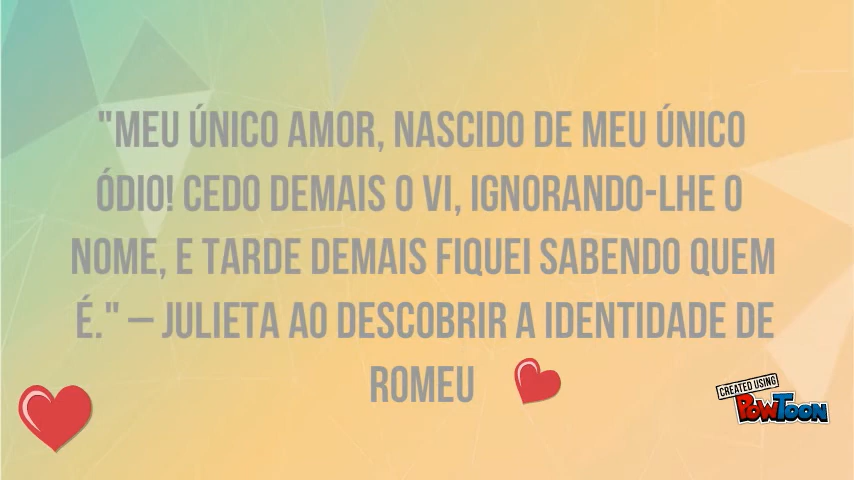 "MEU ÚNICO AMOR, NASCIDO DE MEU ÚNICO
ÓDIO! CEDO DEMAIS O VI, IGNORANDO-LHE O
NOME, E TARDE DEMAIS FIQUEI SABENDO QUEM
É." – JULIETA AO DESCOBRIR A IDENTIDADE DE
ROMEU
CREATED USING
POWTOON